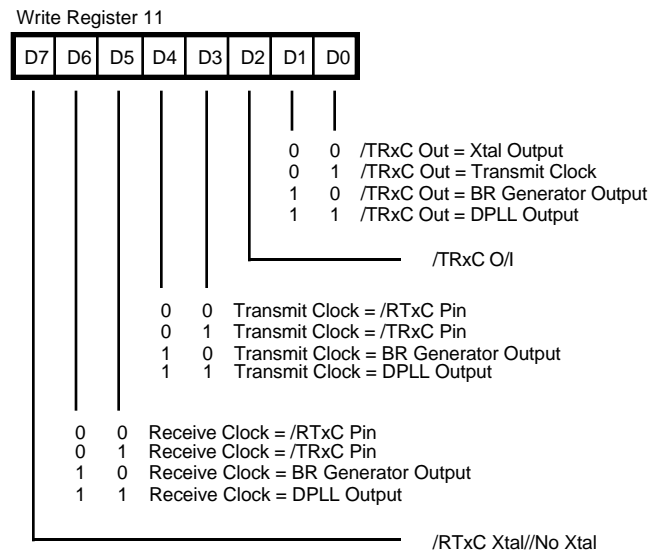 Write Register 11
D7 D6 D5 D4 D3 D2 D1 D0
0 0 /TRxC Out = Xtal Output
0 1 /TRxC Out = Transmit Clock
1 0 /TRxC Out = BR Generator Output
1 1 /TRxC Out = DPLL Output
/TRxC O/I
0 0 Transmit Clock = /RTxC Pin
0 1 Transmit Clock = /TRxC Pin
1 0 Transmit Clock = BR Generator Output
1 1 Transmit Clock = DPLL Output
0 0 Receive Clock = /RTxC Pin
0 1 Receive Clock = /TRxC Pin
1 0 Receive Clock = BR Generator Output
1 1 Receive Clock = DPLL Output
/RTxC Xtal//No Xtal